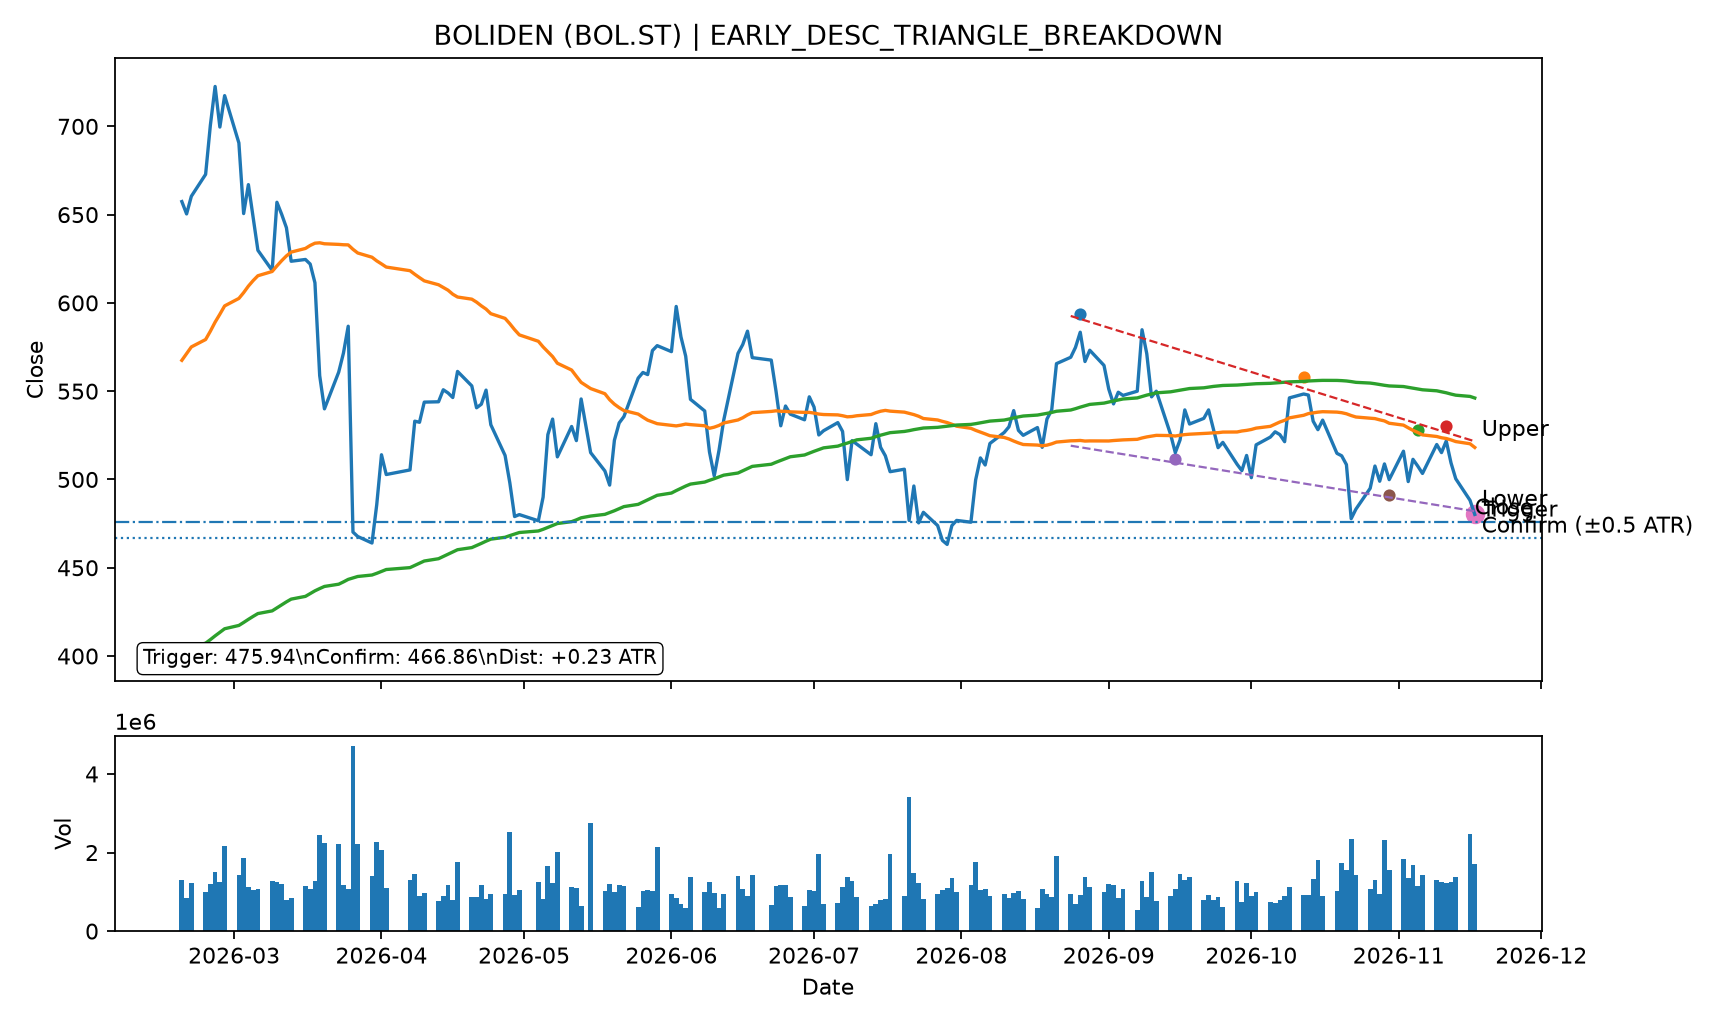 BOLIDEN (BOL.ST) | EARLY_DESC_TRIANGLE_BREAKDOWN
Close
700
650
600
550
500
450
400
Upper
Lower
Close
Trigger
Confirm (±0.5 ATR)
Trigger: 475.94\nConfirm: 466.86\nDist: +0.23 ATR
1e6
Vol
4
2
0
2026-03
2026-04
2026-05
2026-06
2026-07
2026-08
2026-09
2026-10
2026-11
2026-12
Date